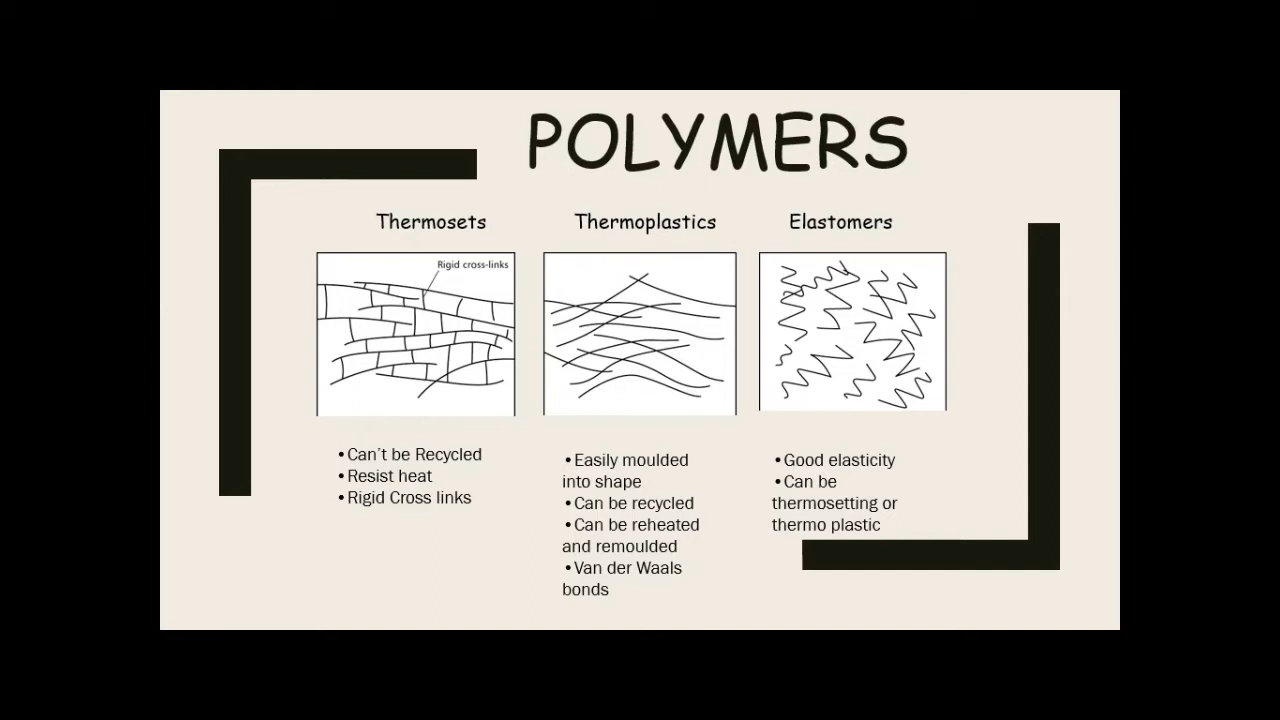 POLYMERS
Thermosets
Rigid cross-links
•Can't be Recycled
•Resist heat
•Rigid Cross links
Thermoplastics
•Easily moulded
into shape
•Can be recycled
•Can be reheated
and remoulded
•Van der Waals
bonds
Elastomers
•Good elasticity
•Can be
thermosetting or
thermo plastic